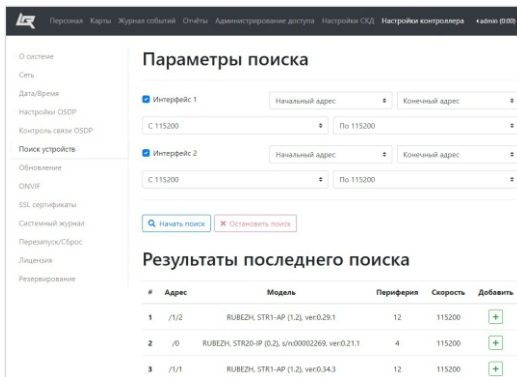 Персонал Карты Журнал событий Отчёты Администрирование доступа Настройки СКД Настройки контроллера admin (0:00)
О системе
Сеть
Дата/Время
Настройки OSDP
Контроль связи OSDP
Поиск устройств
Обновление
ONVIF
SSL сертификаты
Системный журнал
Перезапуск/Сброс
Лицензия
Резервирование
Параметры поиска
Интерфейс 1 Начальный адрес Конечный адрес
С 115200 По 115200
Интерфейс 2 Начальный адрес Конечный адрес
С 115200 По 115200
Начать поиск Остановить поиск
Результаты последнего поиска
# Адрес Модель Периферия Скорость Добавить
1 /1/2 RUBEZH, STR1-AP (1.2), ver:0.29.1 12 115200 +
2 /0 RUBEZH, STR20-IP (0.2), s/n:00002269, ver:0.21.1 4 115200 +
3 /1/1 RUBEZH, STR1-AP (1.2), ver:0.34.3 12 115200 +